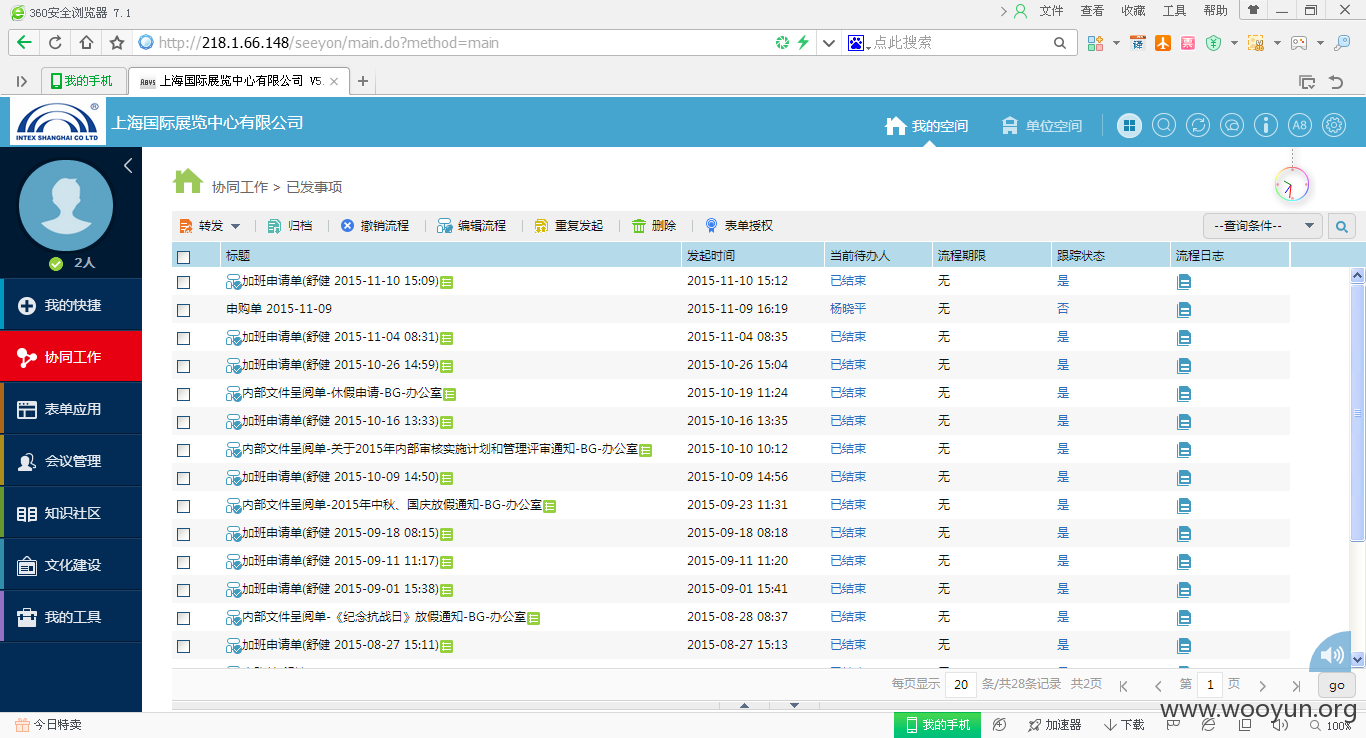 360安全浏览器 7.1 文件 查看 收藏 工具 帮助
http://218.1.66.148/seeyon/main.do?method=main 点此搜索 译 票
我的手机 上海国际展览中心有限公司 V5.
INTEX SHANGHAI CO LTD ® 上海国际展览中心有限公司 我的空间 单位空间 A8
协同工作 > 已发事项
2人
转发 归档 撤销流程 编辑流程 重复发起 删除 表单授权 --查询条件--
标题 发起时间 当前待办人 流程期限 跟踪状态 流程日志
加班申请单(舒健 2015-11-10 15:09) 2015-11-10 15:12 已结束 无 是
申购单 2015-11-09 2015-11-09 16:19 杨晓平 无 否
加班申请单(舒健 2015-11-04 08:31) 2015-11-04 08:35 已结束 无 是
加班申请单(舒健 2015-10-26 14:59) 2015-10-26 15:04 已结束 无 是
内部文件呈阅单-休假申请-BG-办公室 2015-10-19 11:24 已结束 无 是
加班申请单(舒健 2015-10-16 13:33) 2015-10-16 13:35 已结束 无 是
内部文件呈阅单-关于2015年内部审核实施计划和管理评审通知-BG-办公室 2015-10-10 10:12 已结束 无 是
加班申请单(舒健 2015-10-09 14:50) 2015-10-09 14:56 已结束 无 是
内部文件呈阅单-2015年中秋、国庆放假通知-BG-办公室 2015-09-23 11:31 已结束 无 是
加班申请单(舒健 2015-09-18 08:15) 2015-09-18 08:18 已结束 无 是
加班申请单(舒健 2015-09-11 11:17) 2015-09-11 11:20 已结束 无 是
加班申请单(舒健 2015-09-01 15:38) 2015-09-01 15:41 已结束 无 是
内部文件呈阅单-《纪念抗战日》放假通知-BG-办公室 2015-08-28 08:37 已结束 无 是
加班申请单(舒健 2015-08-27 15:11) 2015-08-27 15:13 已结束 无 是
我的快捷
协同工作
表单应用
会议管理
知识社区
文化建设
我的工具
每页显示 20 条/共28条记录 共2页 第 1 页 go
www.wooyun.org
今日特卖 我的手机 加速器 下载 100%